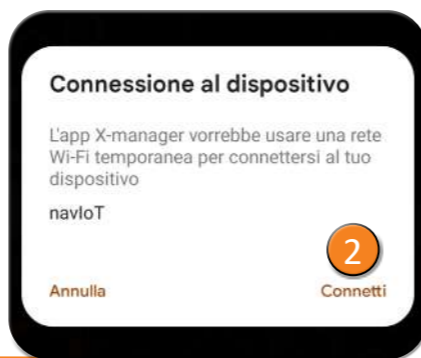 Connessione al dispositivo
L'app X-manager vorrebbe usare una rete
Wi-Fi temporanea per connettersi al tuo
dispositivo
navIoT
2
Annulla Connetti